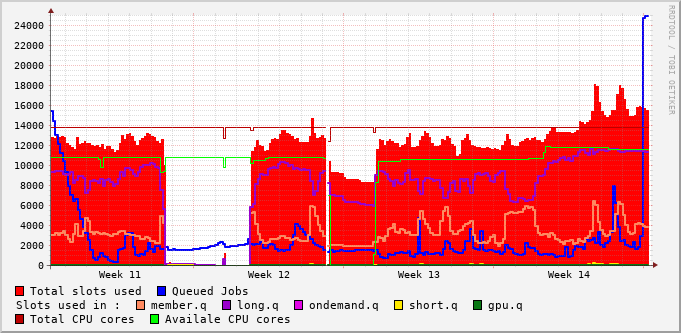 24000
22000
20000
18000
16000
14000
12000
10000
8000
6000
4000
2000
0
Week 11 Week 12 Week 13 Week 14
RRDTOOL / TOBI OETIKER
Total slots used Queued Jobs
Slots used in : member.q long.q ondemand.q short.q gpu.q
Total CPU cores Availale CPU cores